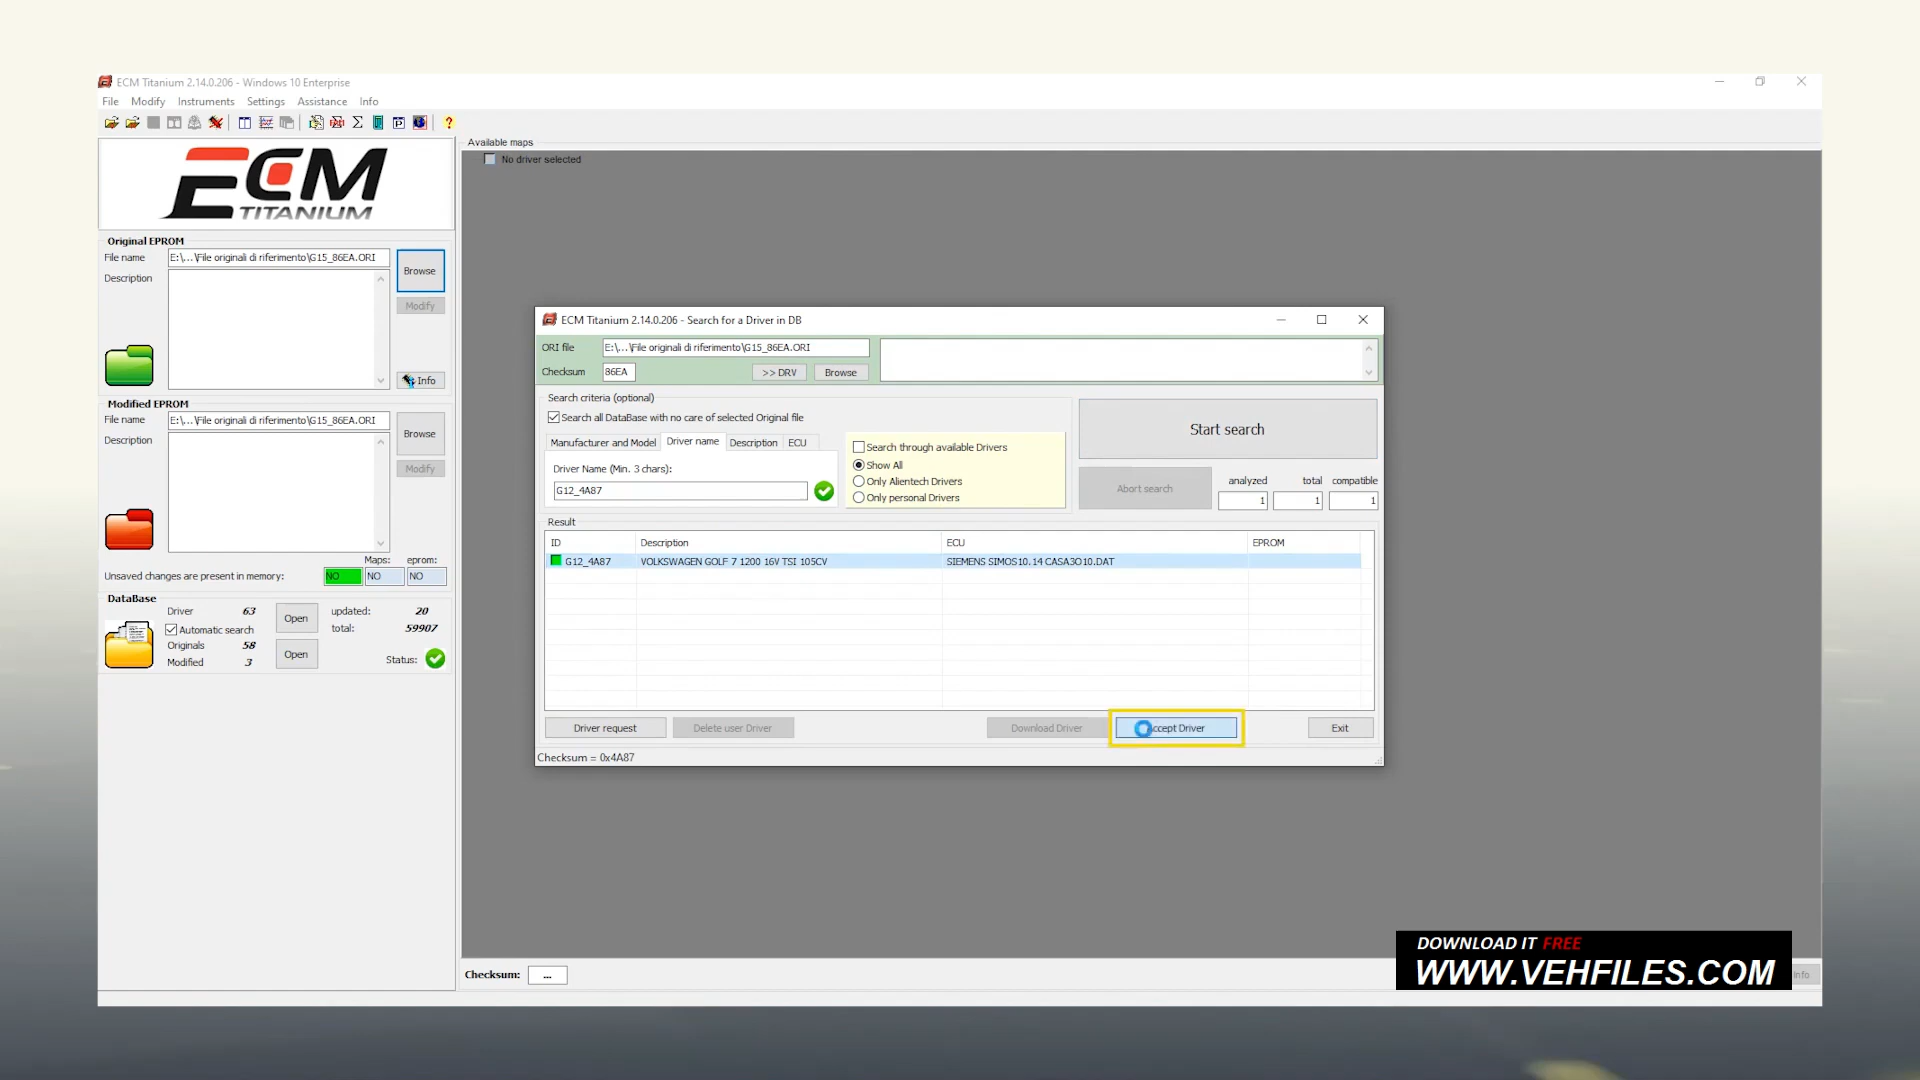 ECM Titanium 2.14.0.206 - Windows 10 Enterprise
File Modify Instruments Settings Assistance Info
ECM
TITANIUM
Available maps
No driver selected
Original EPROM
File name E:\...\File originali di riferimento\G15_86EA.ORI Browse
Description
Modify
Info
Modified EPROM
File name E:\...\File originali di riferimento\G15_86EA.ORI Browse
Description
Modify
Maps: eprom:
Unsaved changes are present in memory: NO NO NO
DataBase
Driver 63 Open updated: 20
Automatic search total: 59907
Originals 58 Open
Modified 3 Status:
ECM Titanium 2.14.0.206 - Search for a Driver in DB
ORI file E:\...\File originali di riferimento\G15_86EA.ORI
Checksum 86EA >> DRV Browse
Search criteria (optional)
Search all DataBase with no care of selected Original file
Manufacturer and Model Driver name Description ECU
Driver Name (Min. 3 chars):
G12_4A87
Search through available Drivers
Show All
Only Alientech Drivers
Only personal Drivers
Start search
Abort search
analyzed total compatible
1 1 1
Result
ID Description ECU EPROM
G12_4A87 VOLKSWAGEN GOLF 7 1200 16V TSI 105CV SIEMENS SIMOS10.14 CASA3O10.DAT
Driver request Delete user Driver Download Driver ccept Driver Exit
Checksum = 0x4A87
Checksum: ...
DOWNLOAD IT FREE
WWW.VEHFILES.COM
Info